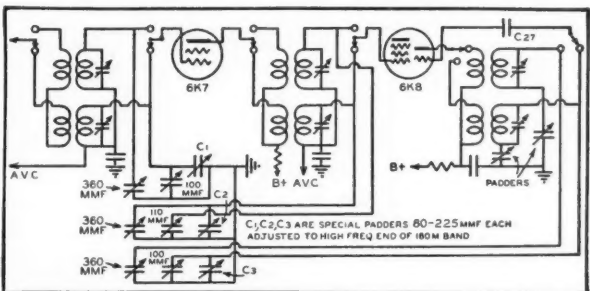 C27
6K7
6K8
AVC
C1
B+ AVC
B+
PADDERS
360
MMF
100
MMF
C2
360
MMF
110
MMF
C1,C2,C3 ARE SPECIAL PADDERS 80-225MMF EACH
ADJUSTED TO HIGH FREQ END OF 180M BAND
360
MMF
100
MMF
C3